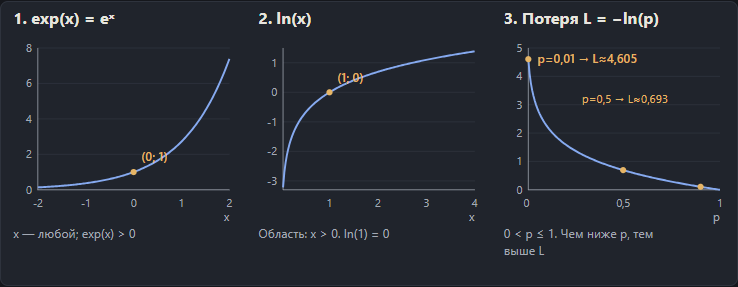 1. exp(x) = eˣ
8
6
4
2
0
(0; 1)
-2 -1 0 1 2
x
x — любой; exp(x) > 0
2. ln(x)
1
0
-1
-2
-3
(1; 0)
1 2 3 4
x
Область: x > 0. ln(1) = 0
3. Потеря L = −ln(p)
5
4
3
2
1
0
p=0,01 → L≈4,605
p=0,5 → L≈0,693
0 0,5 1
p
0 < p ≤ 1. Чем ниже p, тем
выше L